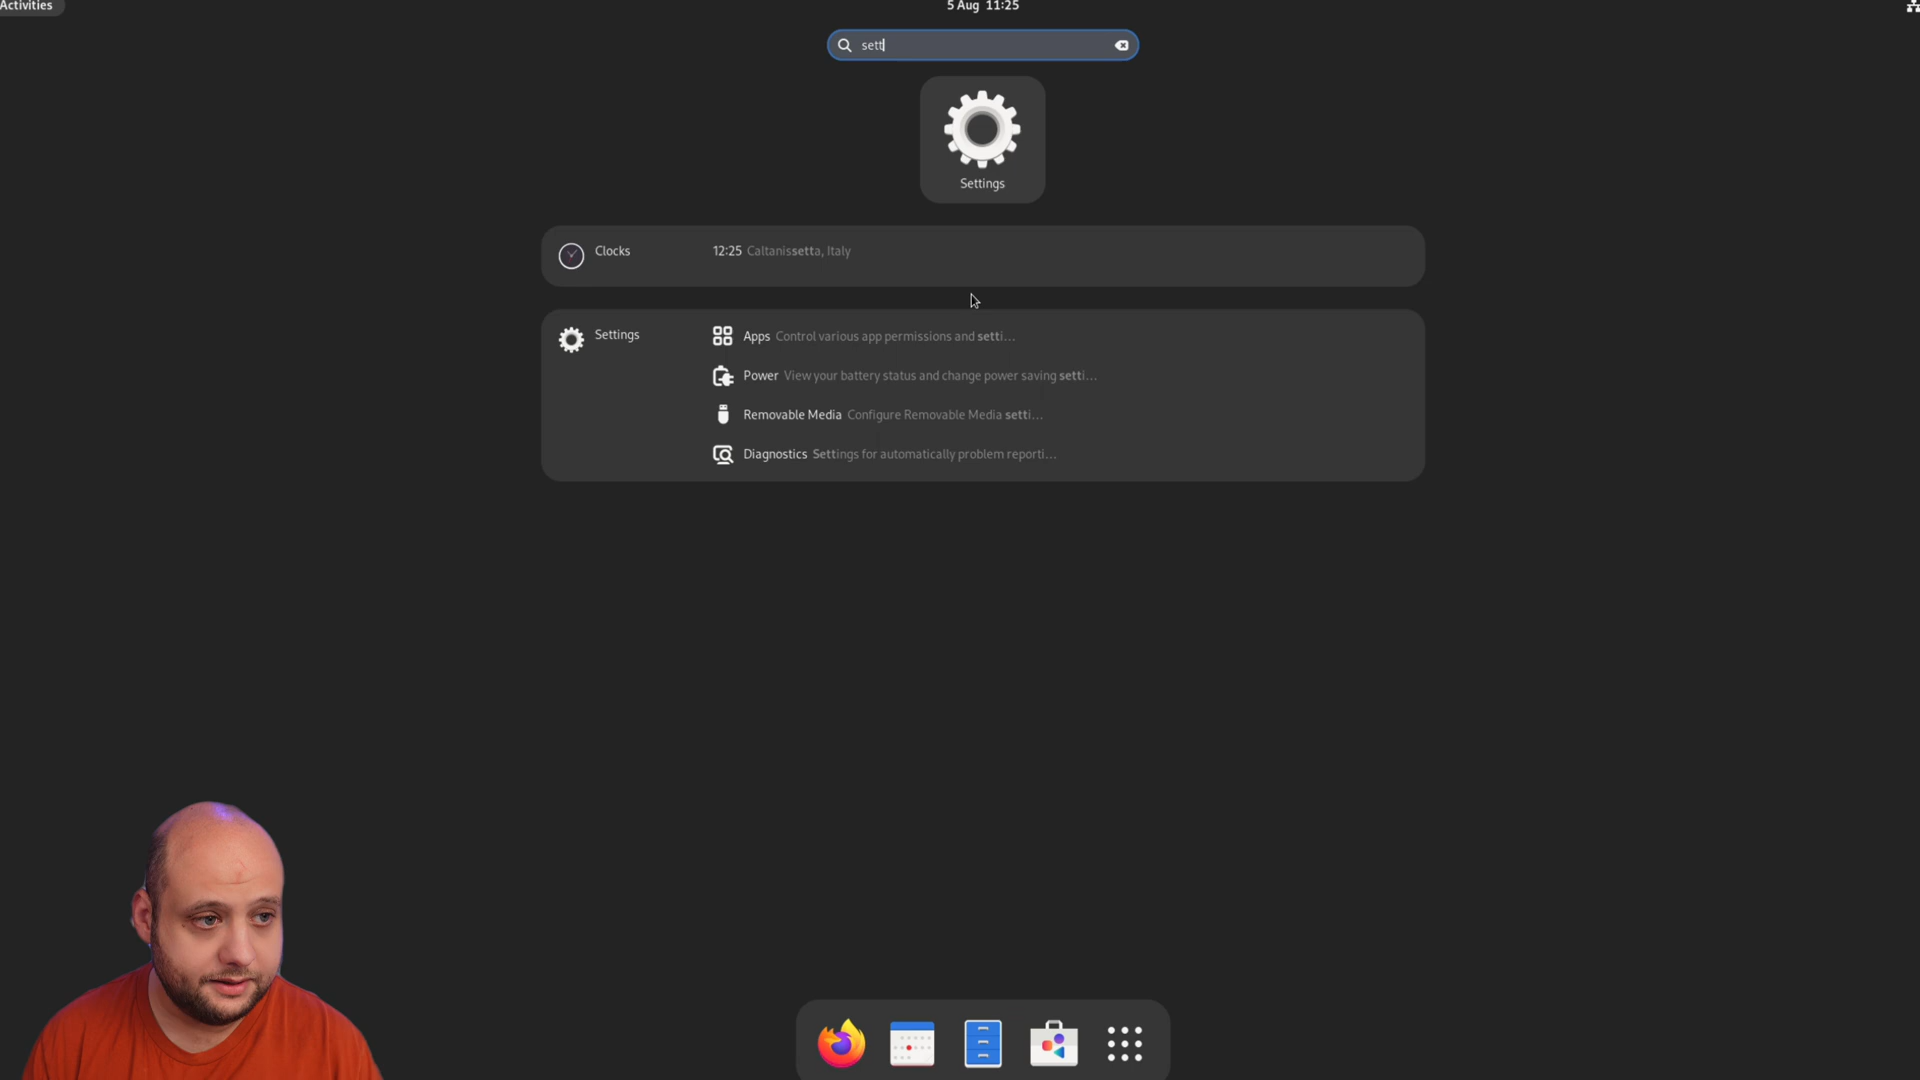 Activities
5 Aug 11:25
sett
Settings
Clocks
12:25 Caltanissetta, Italy
Settings
Apps Control various app permissions and setti...
Power View your battery status and change power saving setti...
Removable Media Configure Removable Media setti...
Diagnostics Settings for automatically problem reporti...